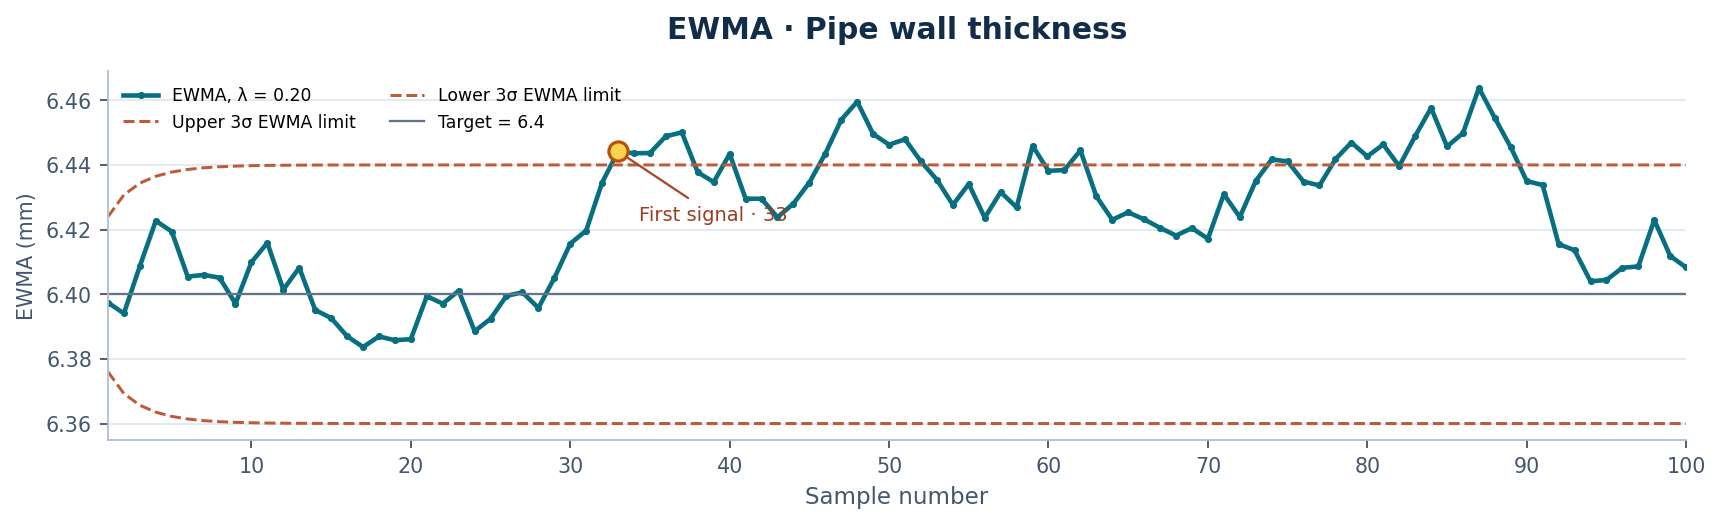 EWMA · Pipe wall thickness
EWMA, λ = 0.20
Upper 3σ EWMA limit
Lower 3σ EWMA limit
Target = 6.4
EWMA (mm)
6.46
6.44
6.42
6.40
6.38
6.36
First signal · 33
10 20 30 40 50 60 70 80 90 100
Sample number